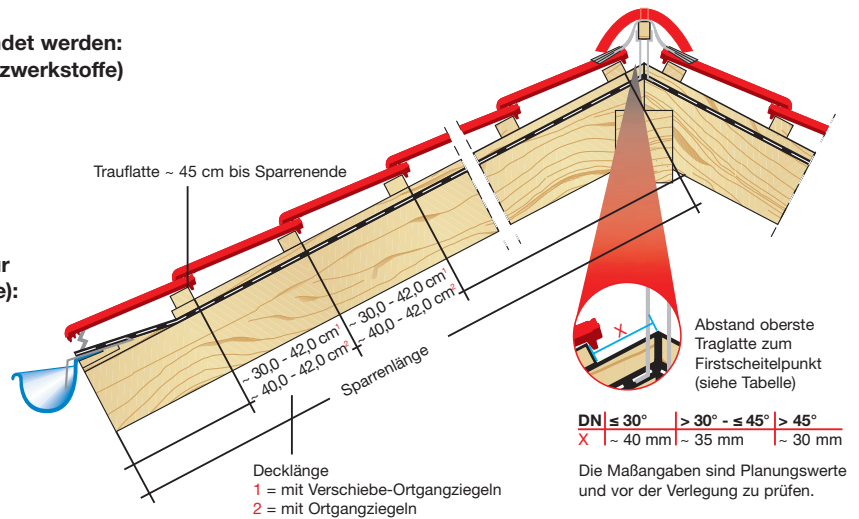 ndet werden:
zwerkstoffe)
Trauflatte ~ 45 cm bis Sparrenende
ır
e):
~ 30,0 - 42,0 cm¹
~ 40,0 - 42,0 cm²
~ 30,0 - 42,0 cm¹
~ 40,0 - 42,0 cm²
Sparrenlänge
Decklänge
1 = mit Verschiebe-Ortgangziegeln
2 = mit Ortgangziegeln
X
Abstand oberste
Traglatte zum
Firstscheitelpunkt
(siehe Tabelle)
DN ≤ 30° > 30° - ≤ 45° > 45°
X ~ 40 mm ~ 35 mm ~ 30 mm
Die Maßangaben sind Planungswerte
und vor der Verlegung zu prüfen.